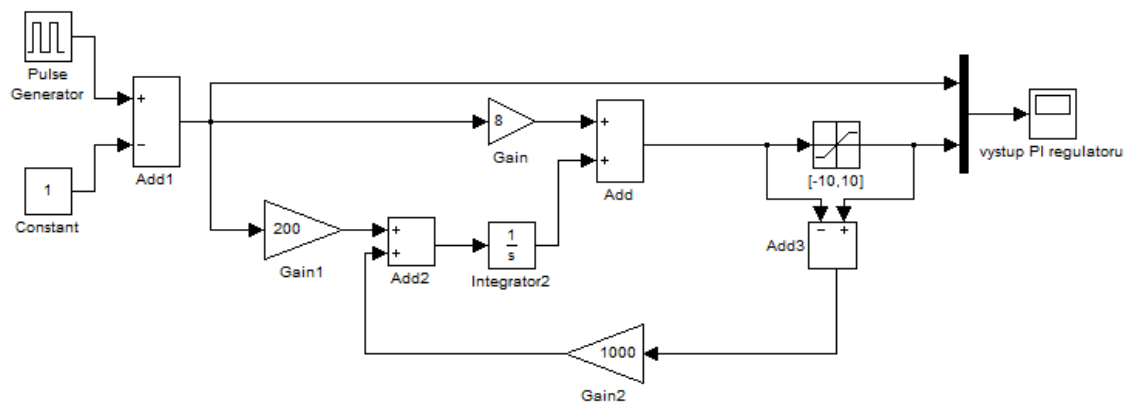 Pulse
Generator
+
−
Add1
1
Constant
8
Gain
+
+
Add
[-10,10]
vystup PI regulatoru
200
Gain1
+
+
Add2
1
s
Integrator2
− +
Add3
1000
Gain2